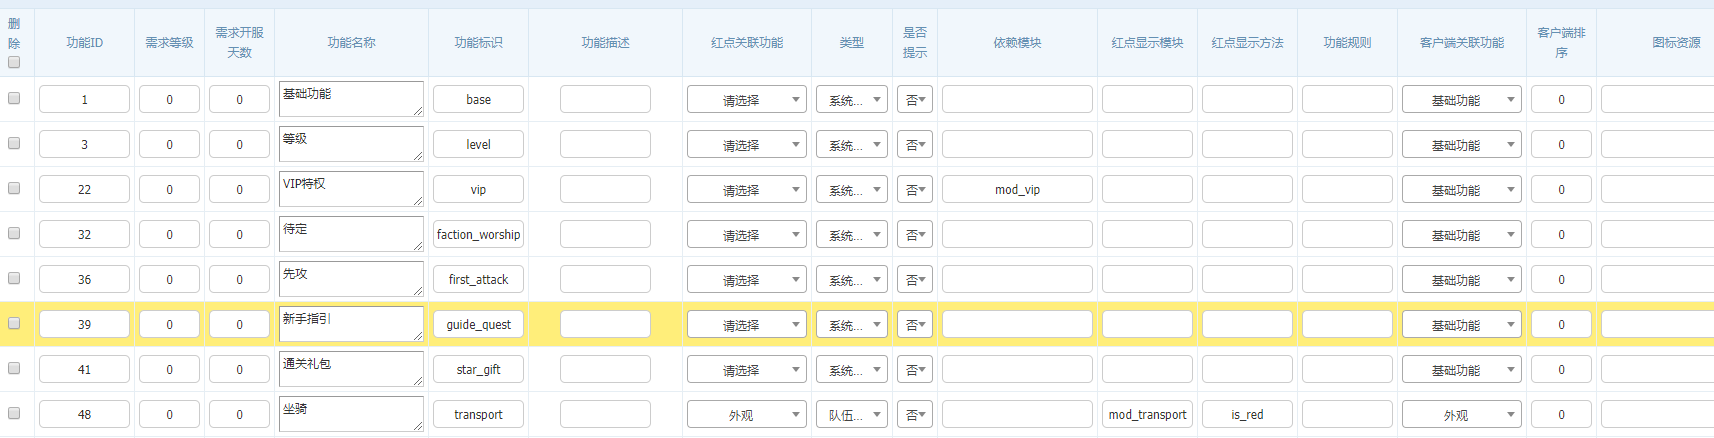 删除 功能ID 需求等级 需求开服天数 功能名称 功能标识 功能描述 红点关联功能 类型 是否提示 依赖模块 红点显示模块 红点显示方法 功能规则 客户端关联功能 客户端排序 图标资源
1 0 0 基础功能 base 请选择 系统... 否 基础功能 0
3 0 0 等级 level 请选择 系统... 否 基础功能 0
22 0 0 VIP特权 vip 请选择 系统... 否 mod_vip 基础功能 0
32 0 0 待定 faction_worship 请选择 系统... 否 基础功能 0
36 0 0 先攻 first_attack 请选择 系统... 否 基础功能 0
39 0 0 新手指引 guide_quest 请选择 系统... 否 基础功能 0
41 0 0 通关礼包 star_gift 请选择 系统... 否 基础功能 0
48 0 0 坐骑 transport 外观 队伍... 否 mod_transport is_red 外观 0